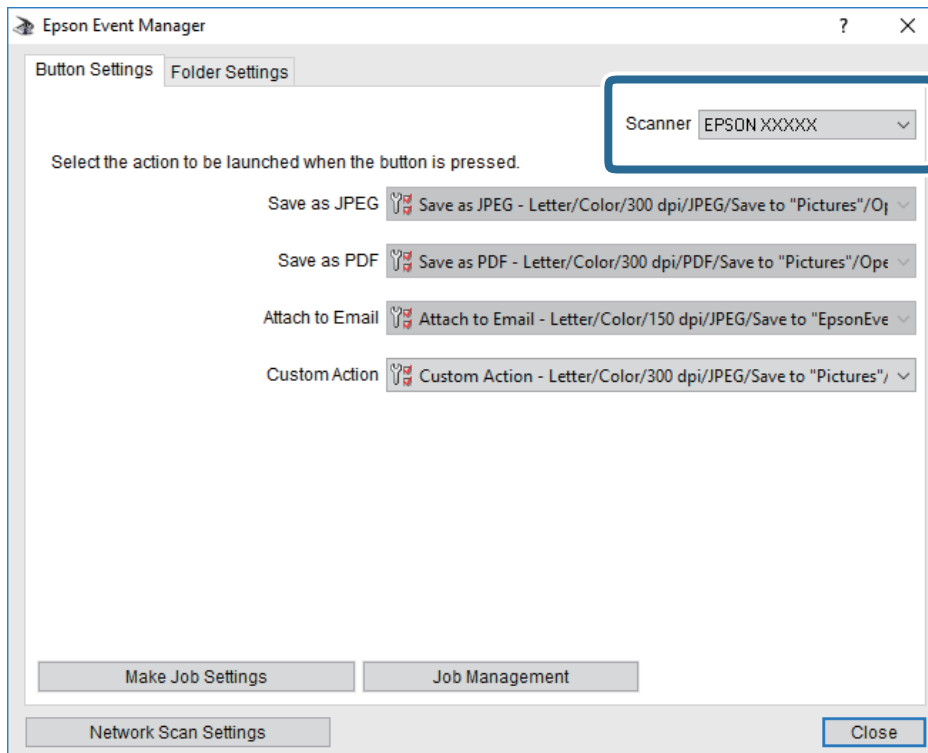 Epson Event Manager
Button Settings Folder Settings
Scanner EPSON XXXXX
Select the action to be launched when the button is pressed.
Save as JPEG Save as JPEG - Letter/Color/300 dpi/JPEG/Save to "Pictures"/Op
Save as PDF Save as PDF - Letter/Color/300 dpi/PDF/Save to "Pictures"/Ope
Attach to Email Attach to Email - Letter/Color/150 dpi/JPEG/Save to "EpsonEve
Custom Action Custom Action - Letter/Color/300 dpi/JPEG/Save to "Pictures"/
Make Job Settings Job Management
Network Scan Settings Close